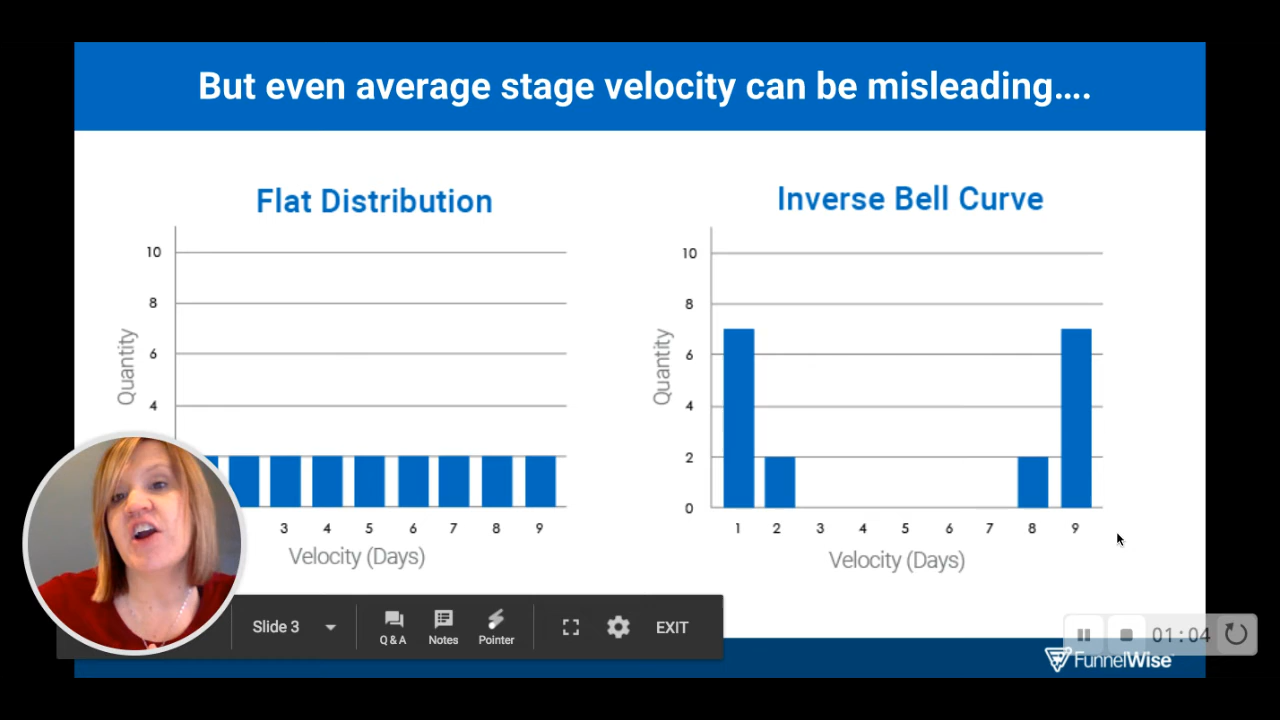 But even average stage velocity can be misleading....
Flat Distribution
10
8
6
4
Quantity
3 4 5 6 7 8 9
Velocity (Days)
Inverse Bell Curve
10
8
6
4
2
0
Quantity
1 2 3 4 5 6 7 8 9
Velocity (Days)
Slide 3
Q & A
Notes
Pointer
EXIT
01:04
FunnelWise